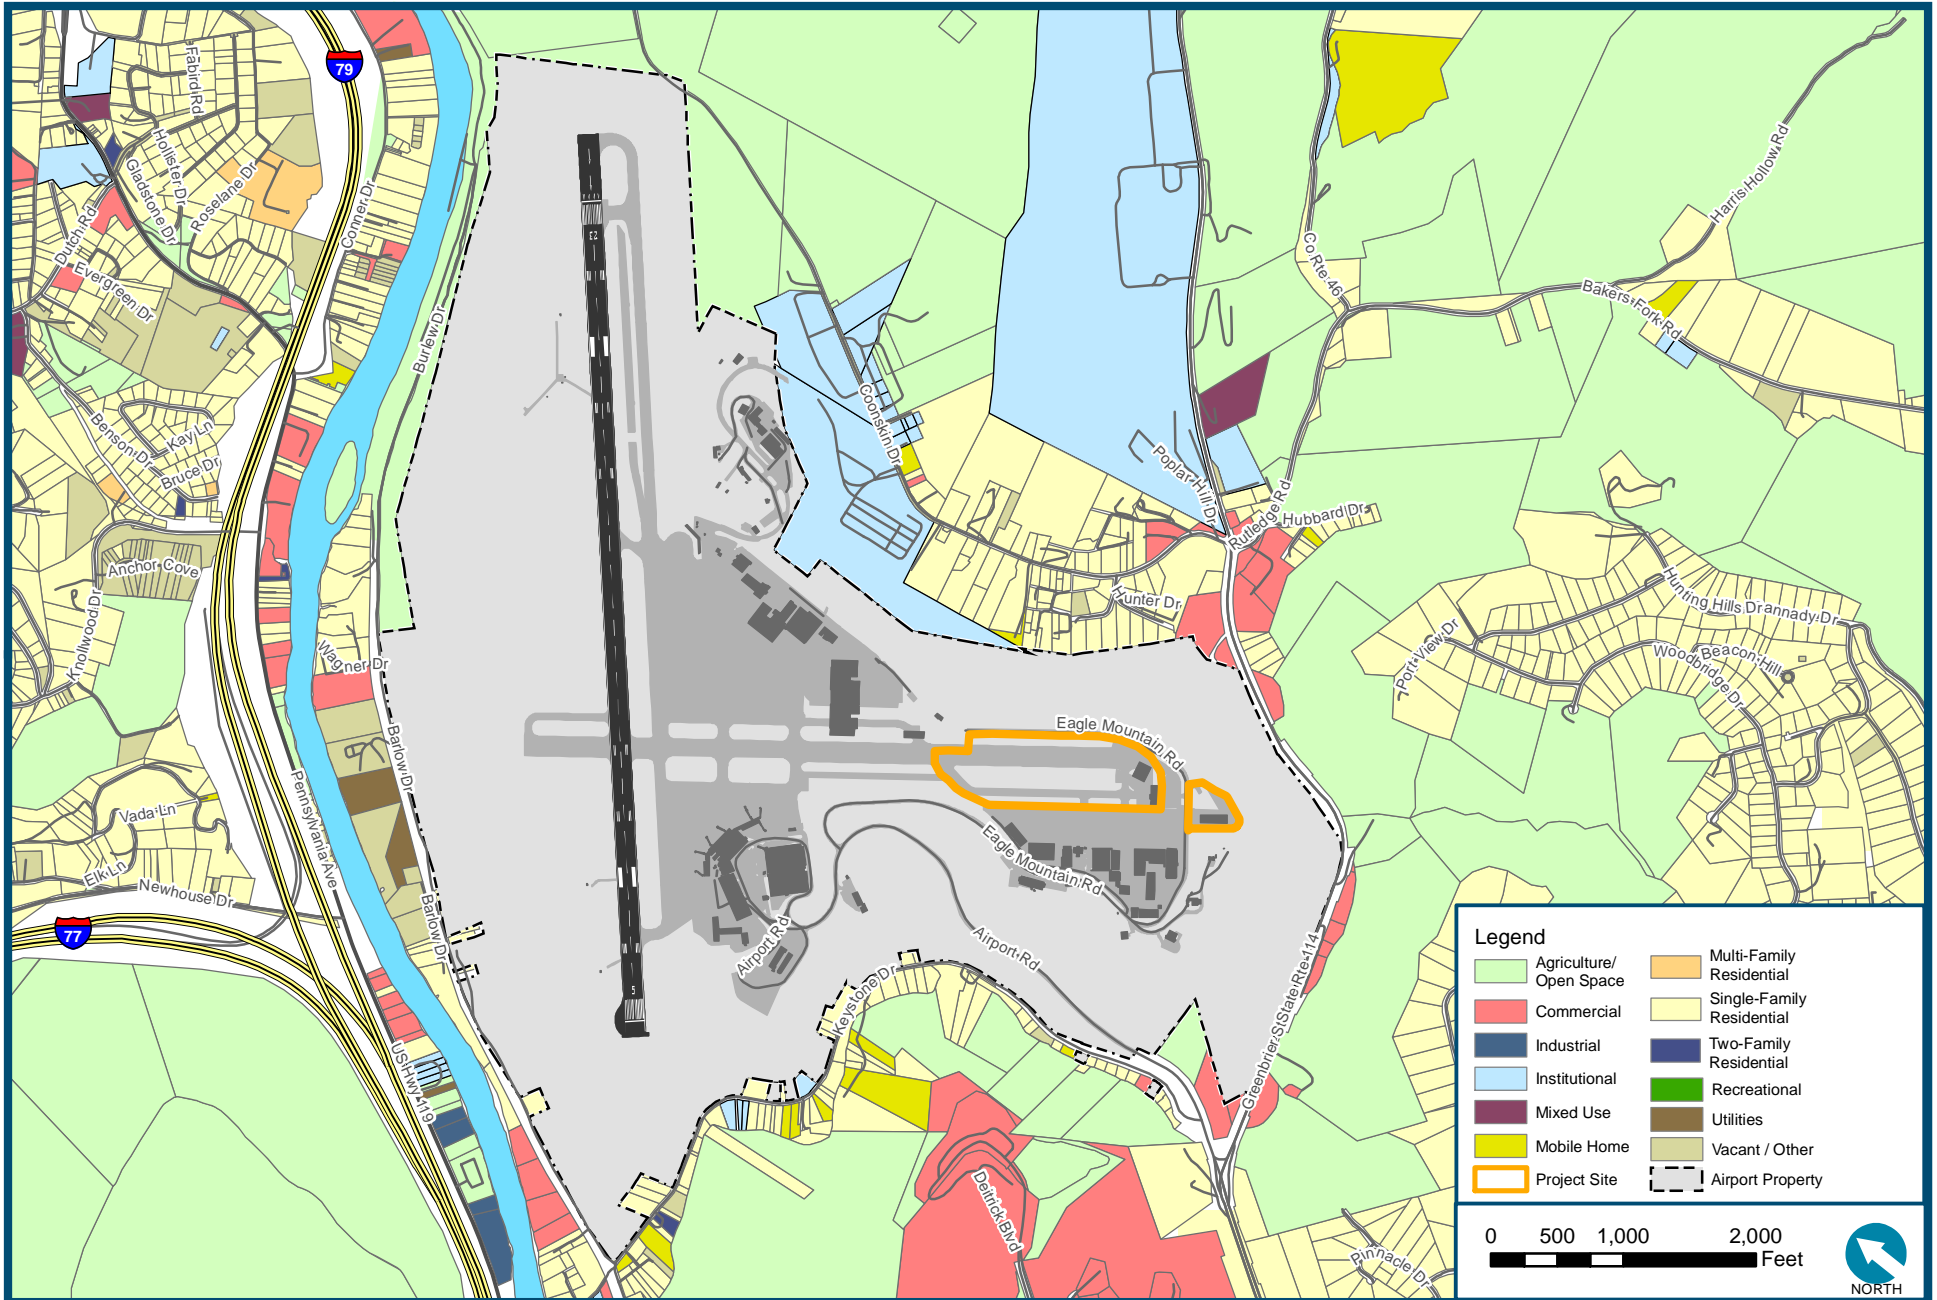 79
Fabird Rd
Hollister Dr
Gladstone Dr
Roselane Dr
Conner Dr
Dutch Rd
Evergreen Dr
Burlew Dr
23
Harris Hollow Rd
Co Rte 46
Bakers Fork Rd
Benson Dr
Kay Ln
Bruce Dr
Coonskin Dr
Poplar Hill Dr
Rutledge Rd
Hubbard Dr
Anchor Cove
Knollwood Dr
Hunter Dr
Hunting Hills Dr
annady Dr
Port View Dr
Woodbridge Dr
Beacon Hill
Wagner Dr
Barlow Dr
Eagle Mountain Rd
Pennsylvania Ave
Vada Ln
Elk Ln
Newhouse Dr
Eagle Mountain Rd
77
Barlow Dr
Airport Rd
Airport Rd
Keystone Dr
5
Greenbrier St
State Rte 114
US Hwy 119
Deitrick Blvd
Pinnacle Dr
Legend
Agriculture/
Open Space
Commercial
Industrial
Institutional
Mixed Use
Mobile Home
Project Site
Multi-Family
Residential
Single-Family
Residential
Two-Family
Residential
Recreational
Utilities
Vacant / Other
Airport Property
0 500 1,000 2,000
Feet
NORTH